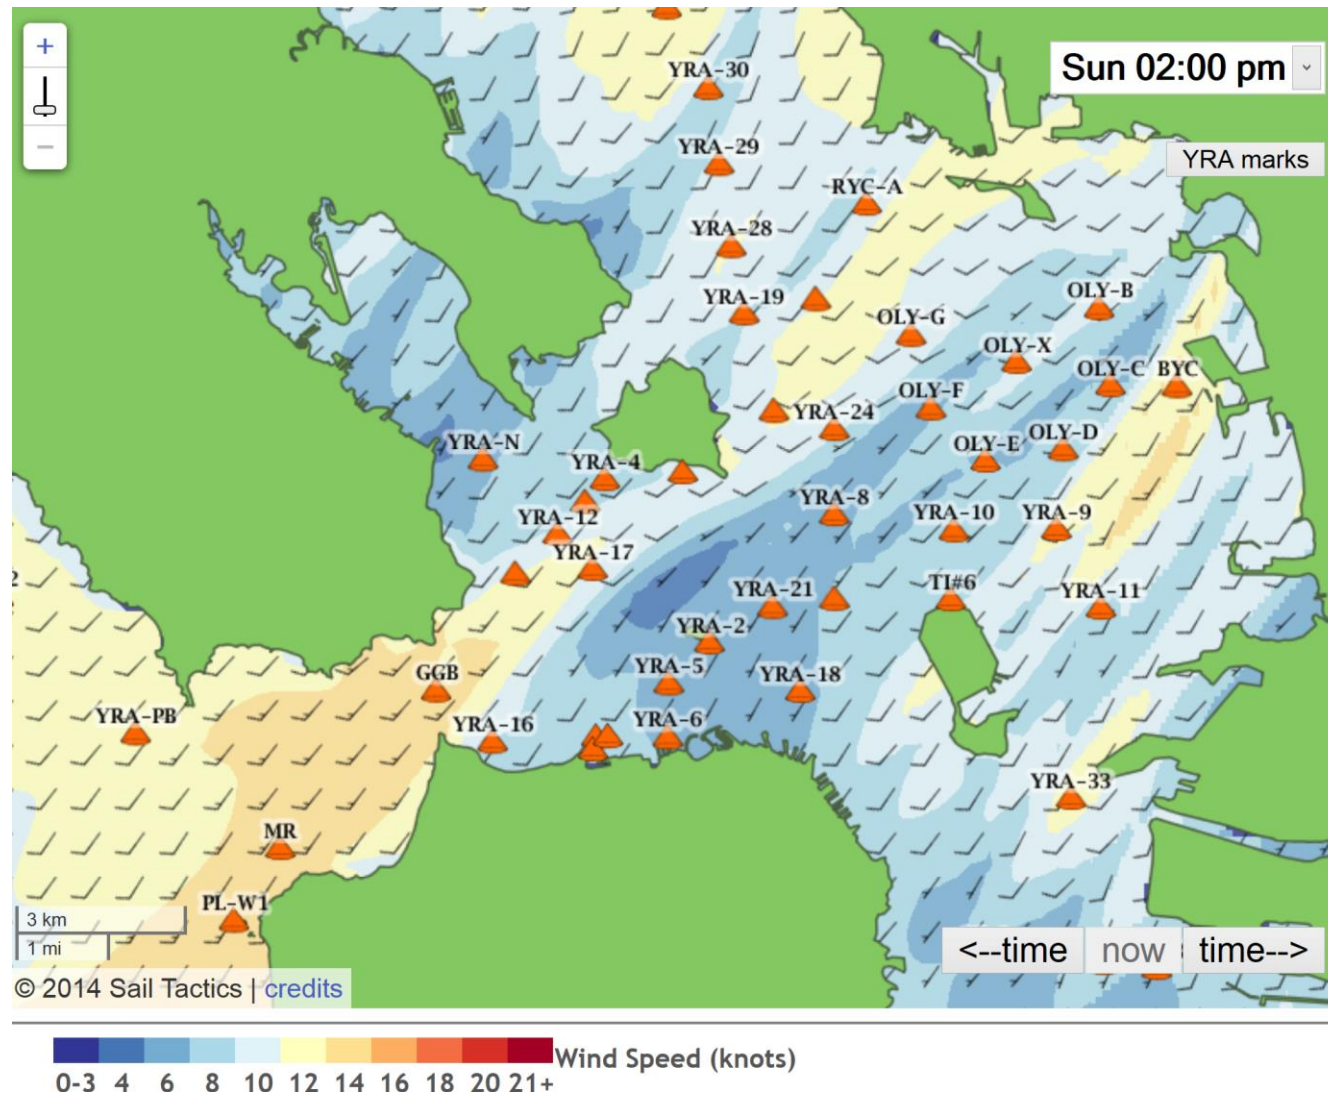 +
Sun 02:00 pm
−
YRA marks
YRA-30
YRA-29
RYC-A
YRA-28
YRA-19
OLY-B
OLY-G
OLY-X
OLY-C BYC
OLY-F
YRA-24
OLY-D
YRA-N
OLY-E
YRA-4
YRA-8
YRA-12
YRA-10
YRA-9
YRA-17
2
YRA-21
TI#6
YRA-11
YRA-2
GGB
YRA-5
YRA-18
YRA-PB
YRA-16
YRA-6
YRA-33
MR
PL-W1
3 km
1 mi
<--time
now
time-->
© 2014 Sail Tactics | credits
Wind Speed (knots)
0-3 4 6 8 10 12 14 16 18 20 21+